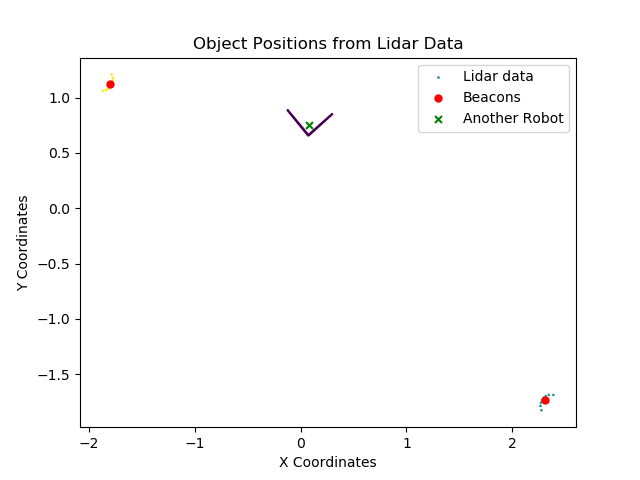 Object Positions from Lidar Data
Lidar data
Beacons
Another Robot
1.0
0.5
0.0
−0.5
−1.0
−1.5
Y Coordinates
−2
−1
0
1
2
X Coordinates